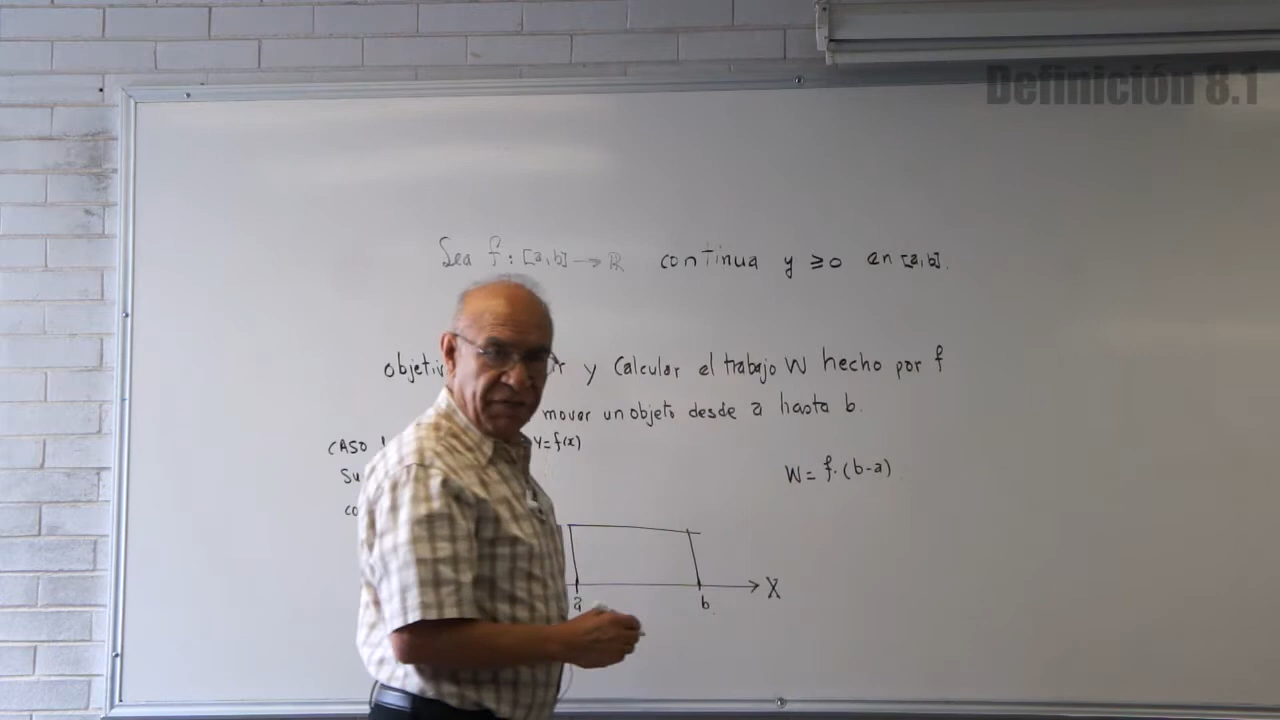 Definición 8.1
Sea f : [a,b] → ℝ continua y ≥0 en [a,b].
y Calcular el trabajo W hecho por f
mover un objeto desde a hasta b.
CASO Y=f(x)
W = f·(b-a)
X
a b